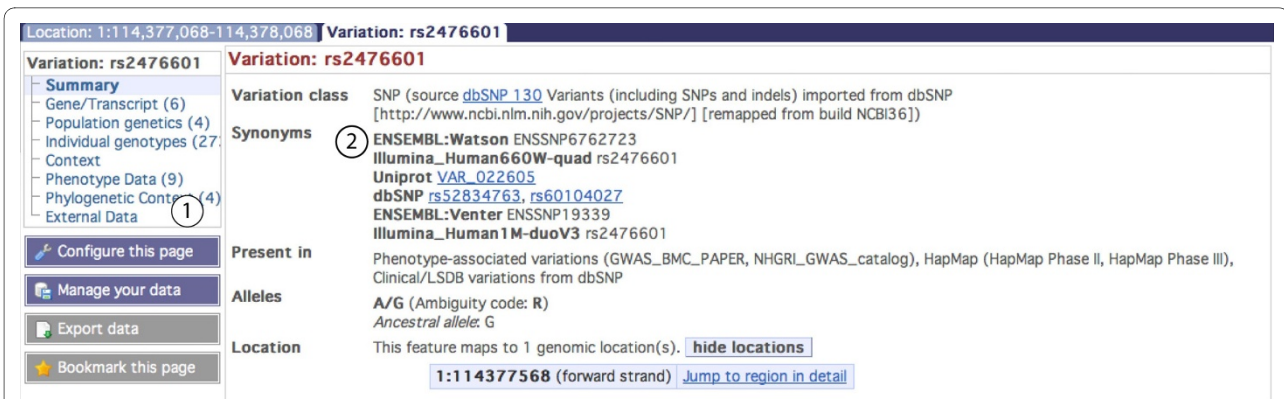 Location: 1:114,377,068-114,378,068 Variation: rs2476601
Variation: rs2476601
Summary
Gene/Transcript (6)
Population genetics (4)
Individual genotypes (27
Context
Phenotype Data (9)
Phylogenetic Context (4)
External Data
1
Configure this page
Manage your data
Export data
Bookmark this page
Variation: rs2476601
Variation class SNP (source dbSNP 130 Variants (including SNPs and indels) imported from dbSNP
[http://www.ncbi.nlm.nih.gov/projects/SNP/] [remapped from build NCBI36])
Synonyms 2 ENSEMBL:Watson ENSSNP6762723
Illumina_Human660W-quad rs2476601
Uniprot VAR_022605
dbSNP rs52834763, rs60104027
ENSEMBL:Venter ENSSNP19339
Illumina_Human1M-duoV3 rs2476601
Present in Phenotype-associated variations (GWAS_BMC_PAPER, NHGRI_GWAS_catalog), HapMap (HapMap Phase II, HapMap Phase III),
Clinical/LSDB variations from dbSNP
Alleles A/G (Ambiguity code: R)
Ancestral allele: G
Location This feature maps to 1 genomic location(s). hide locations
1:114377568 (forward strand) Jump to region in detail